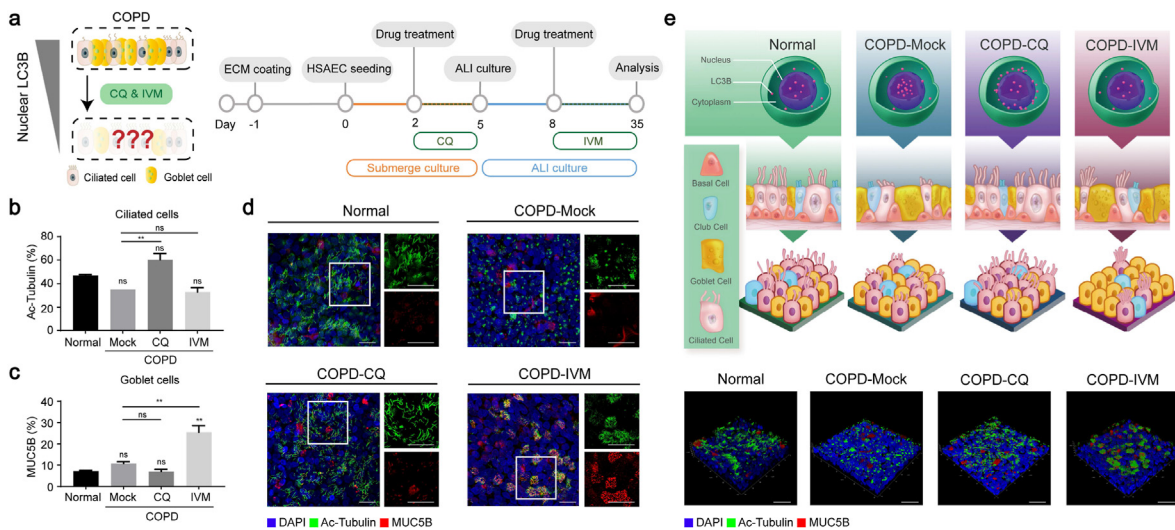 a
COPD
Nuclear LC3B
CQ & IVM
???
Ciliated cell
Goblet cell
Drug treatment
Drug treatment
ECM coating
HSAEC seeding
ALI culture
Analysis
Day
-1
0
2
5
8
35
CQ
IVM
Submerge culture
ALI culture
b
Ciliated cells
Ac-Tubulin (%)
80
60
40
20
0
ns
**
ns
ns
ns
Normal
Mock
CQ
IVM
COPD
c
Goblet cells
MUC5B (%)
40
30
20
10
0
**
ns
ns
ns
**
Normal
Mock
CQ
IVM
COPD
d
Normal
COPD-Mock
COPD-CQ
COPD-IVM
DAPI
Ac-Tubulin
MUC5B
e
Normal
COPD-Mock
COPD-CQ
COPD-IVM
Nucleus
LC3B
Cytoplasm
Basal Cell
Club Cell
Goblet Cell
Ciliated Cell
Normal
COPD-Mock
COPD-CQ
COPD-IVM
DAPI
Ac-Tubulin
MUC5B